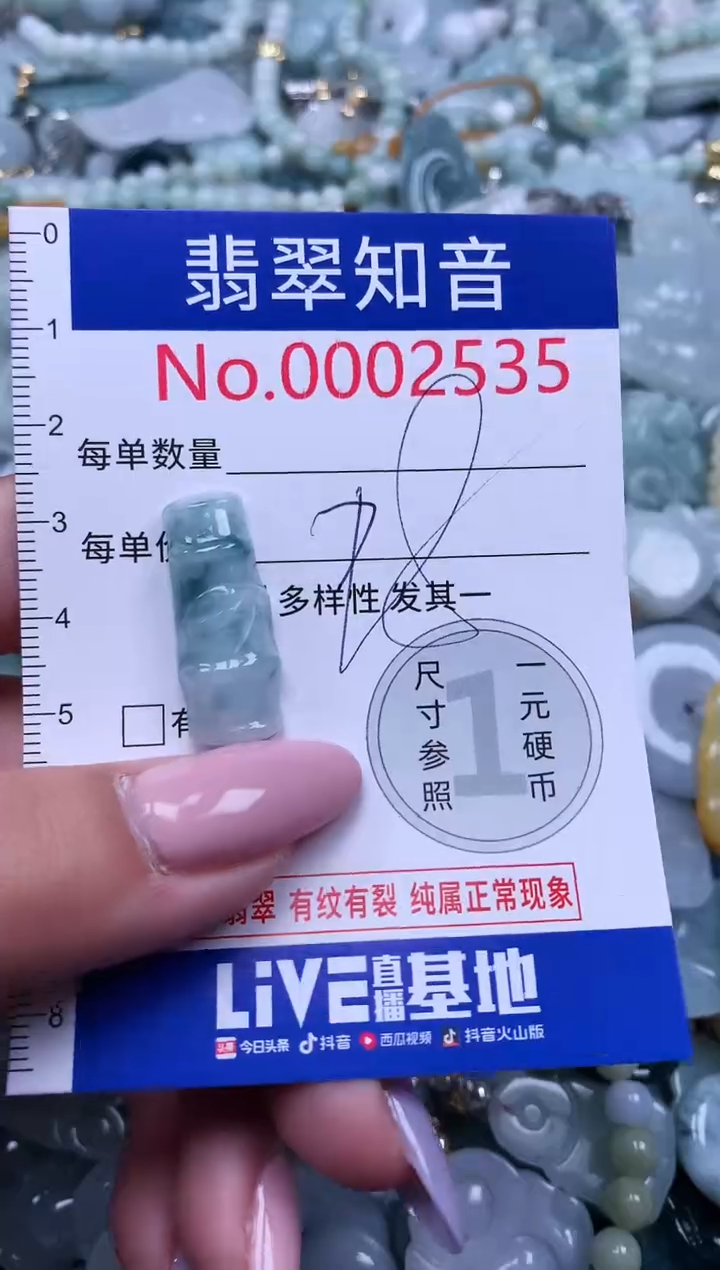 翡翠知音
No.0002535
每单数量
每单价
多样性 发其一
尺寸参照
1
一元硬币
有
翡翠 有纹有裂 纯属正常现象
LiVE直播基地
头条 今日头条 抖音 西瓜视频 抖音火山版
0
1
2
3
4
5
8